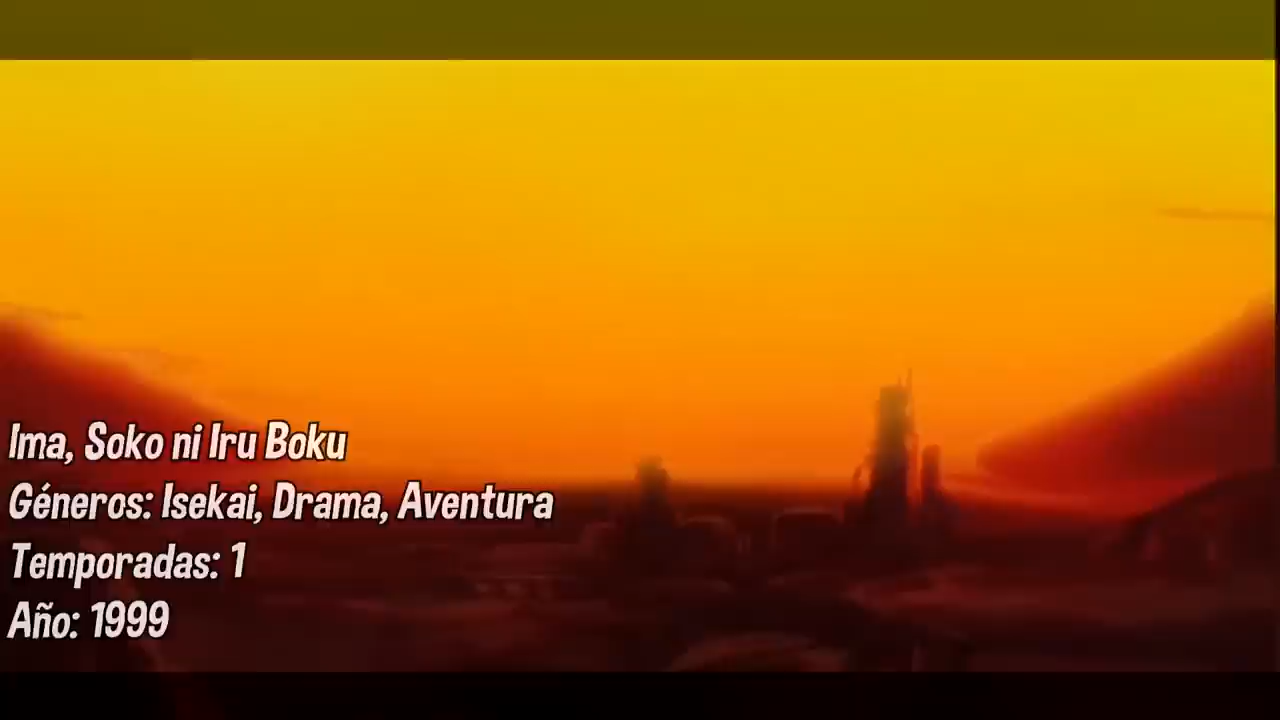 Ima, Soko ni Iru Boku
Géneros: Isekai, Drama, Aventura
Temporadas: 1
Año: 1999